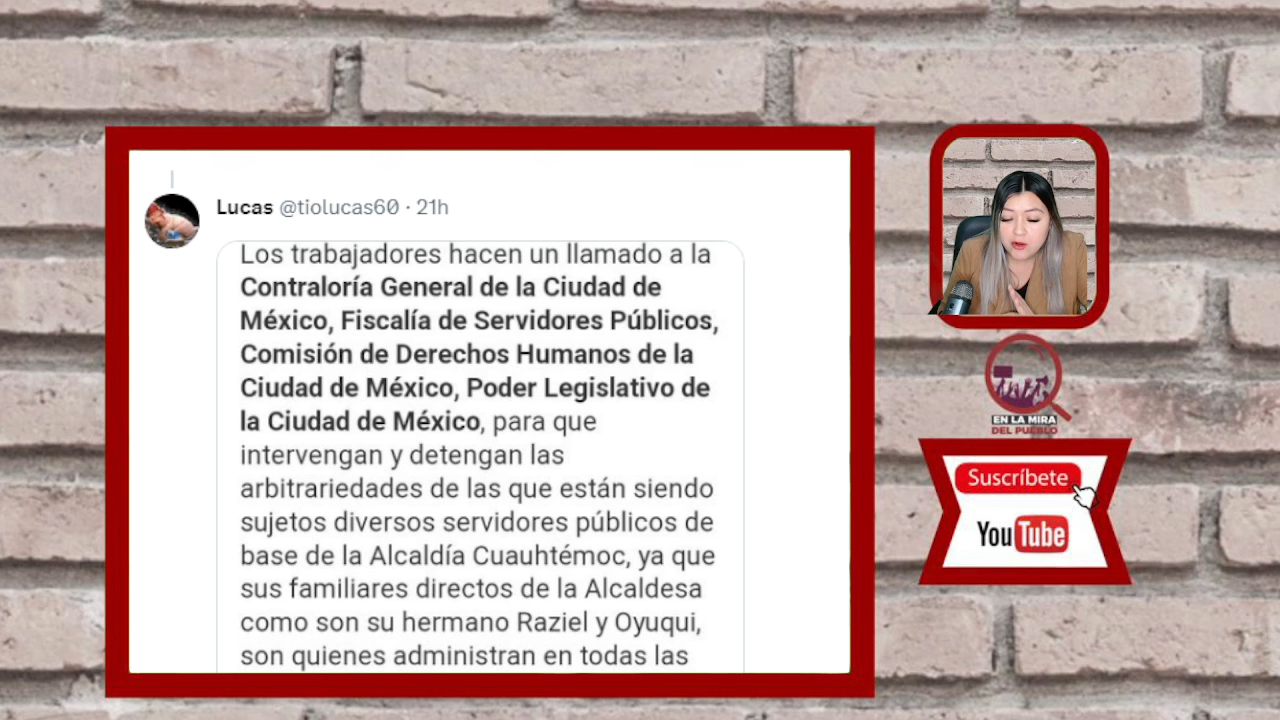 Lucas @tiolucas60 · 21h
Los trabajadores hacen un llamado a la
Contraloría General de la Ciudad de
México, Fiscalía de Servidores Públicos,
Comisión de Derechos Humanos de la
Ciudad de México, Poder Legislativo de
la Ciudad de México, para que
intervengan y detengan las
arbitrariedades de las que están siendo
sujetos diversos servidores públicos de
base de la Alcaldía Cuauhtémoc, ya que
sus familiares directos de la Alcaldesa
como son su hermano Raziel y Oyuqui,
son quienes administran en todas las
EN LA MIRA
DEL PUEBLO
Suscríbete
YouTube